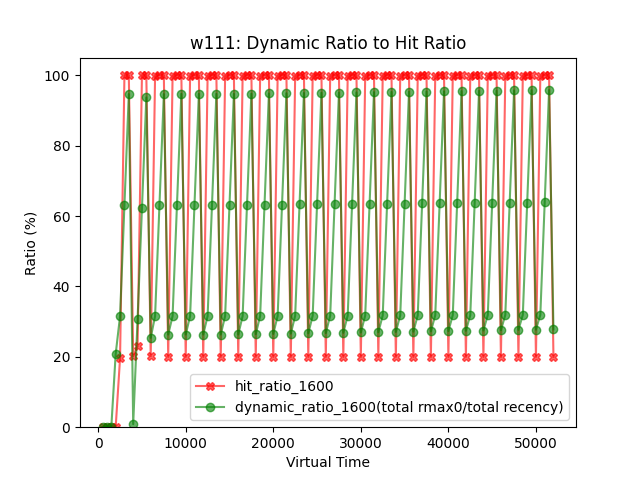 w111: Dynamic Ratio to Hit Ratio
100
80
60
40
20
0
Ratio (%)
hit_ratio_1600
dynamic_ratio_1600(total rmax0/total recency)
0
10000
20000
30000
40000
50000
Virtual Time